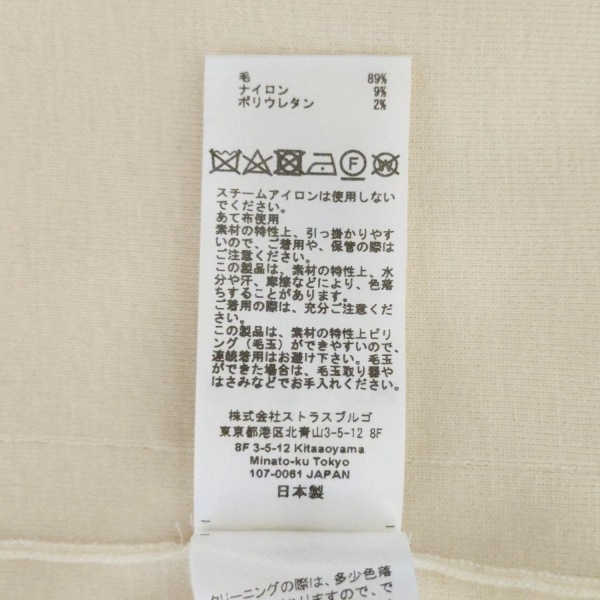 毛 89%
ナイロン 9%
ポリウレタン 2%
F W
スチームアイロンは使用しない
でください。
あて布使用
素材の特性上、引っ掛かりやす
いので、ご着用や、保管の際は
ご注意ください。
この製品は、素材の特性上、水
分や汗、摩擦などにより、色落
ちすることがあります。
ご着用の際は、充分ご注意くださ
い。
この製品は、素材の特性上ピリ
ング（毛玉）ができやすいので、
連続着用はお避け下さい。毛玉
ができた場合は、毛玉取り器や
はさみなどでお手入れください。
株式会社ストラスブルゴ
東京都港区北青山3-5-12 8F
8F 3-5-12 Kitaaoyama
Minato-ku Tokyo
107-0061 JAPAN
日本製
クリーニングの際は、多少色落
りますので、で